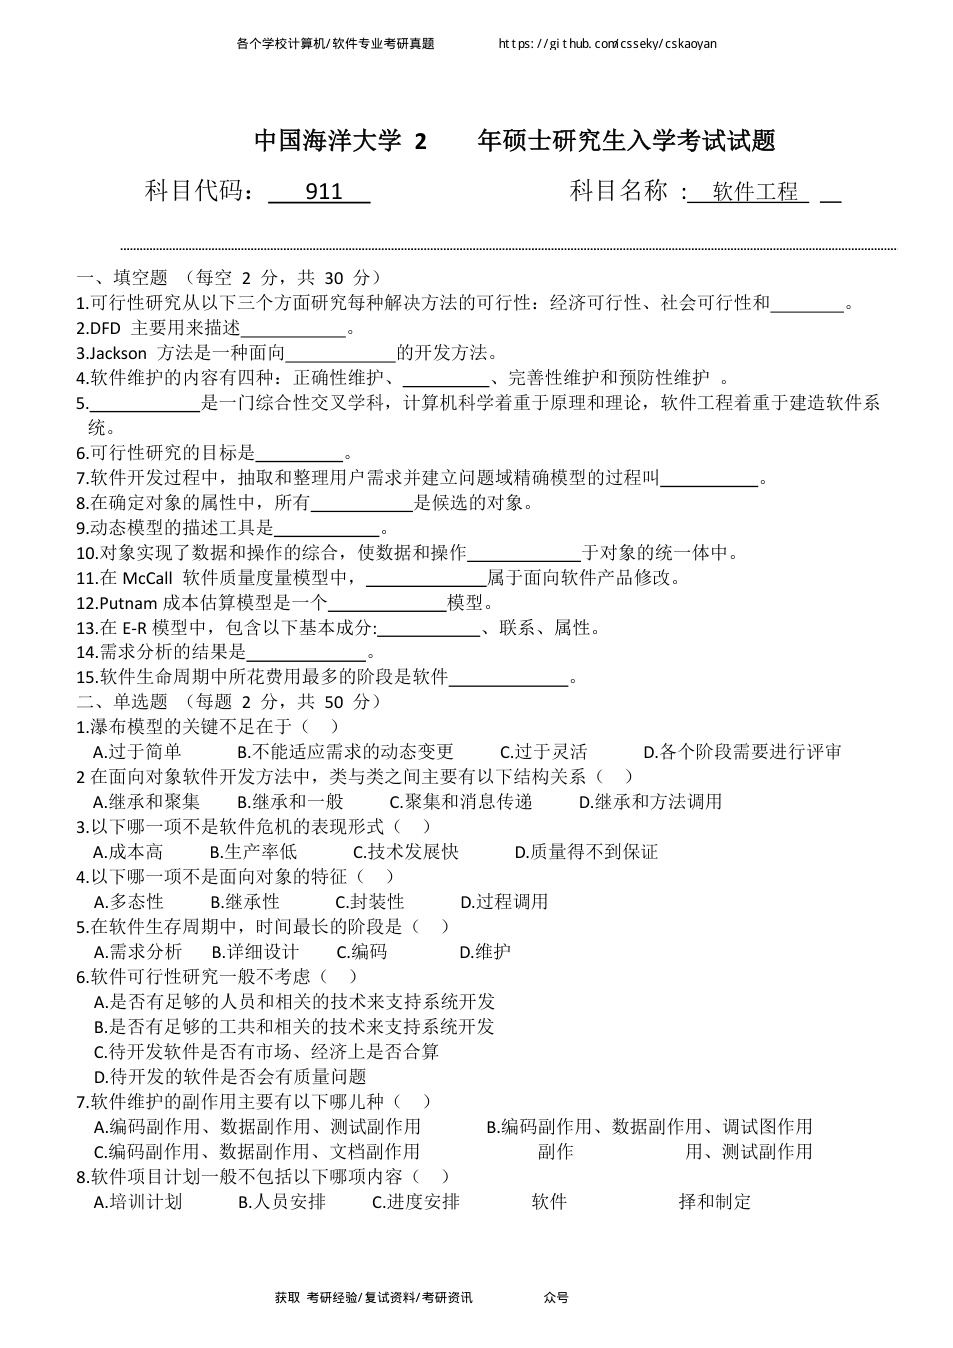 各个学校计算机/软件专业考研真题 https://github.com/csseky/cskaoyan
中国海洋大学 2 年硕士研究生入学考试试题
科目代码： 911 科目名称 : 软件工程
一、填空题 （每空 2 分，共 30 分）
1.可行性研究从以下三个方面研究每种解决方法的可行性：经济可行性、社会可行性和________。
2.DFD 主要用来描述___________。
3.Jackson 方法是一种面向____________的开发方法。
4.软件维护的内容有四种：正确性维护、_________、完善性维护和预防性维护 。
5.____________是一门综合性交叉学科，计算机科学着重于原理和理论，软件工程着重于建造软件系
统。
6.可行性研究的目标是_________。
7.软件开发过程中，抽取和整理用户需求并建立问题域精确模型的过程叫__________。
8.在确定对象的属性中，所有___________是候选的对象。
9.动态模型的描述工具是___________。
10.对象实现了数据和操作的综合，使数据和操作____________于对象的统一体中。
11.在 McCall 软件质量度量模型中，_____________属于面向软件产品修改。
12.Putnam 成本估算模型是一个_____________模型。
13.在 E-R 模型中，包含以下基本成分:___________、联系、属性。
14.需求分析的结果是_____________。
15.软件生命周期中所花费用最多的阶段是软件_____________。
二、单选题 （每题 2 分，共 50 分）
1.瀑布模型的关键不足在于（ ）
A.过于简单 B.不能适应需求的动态变更 C.过于灵活 D.各个阶段需要进行评审
2 在面向对象软件开发方法中，类与类之间主要有以下结构关系（ ）
A.继承和聚集 B.继承和一般 C.聚集和消息传递 D.继承和方法调用
3.以下哪一项不是软件危机的表现形式（ ）
A.成本高 B.生产率低 C.技术发展快 D.质量得不到保证
4.以下哪一项不是面向对象的特征（ ）
A.多态性 B.继承性 C.封装性 D.过程调用
5.在软件生存周期中，时间最长的阶段是（ ）
A.需求分析 B.详细设计 C.编码 D.维护
6.软件可行性研究一般不考虑（ ）
A.是否有足够的人员和相关的技术来支持系统开发
B.是否有足够的工共和相关的技术来支持系统开发
C.待开发软件是否有市场、经济上是否合算
D.待开发的软件是否会有质量问题
7.软件维护的副作用主要有以下哪几种（ ）
A.编码副作用、数据副作用、测试副作用 B.编码副作用、数据副作用、调试图作用
C.编码副作用、数据副作用、文档副作用 副作 用、测试副作用
8.软件项目计划一般不包括以下哪项内容（ ）
A.培训计划 B.人员安排 C.进度安排 软件 择和制定
获取 考研经验/复试资料/考研资讯 众号